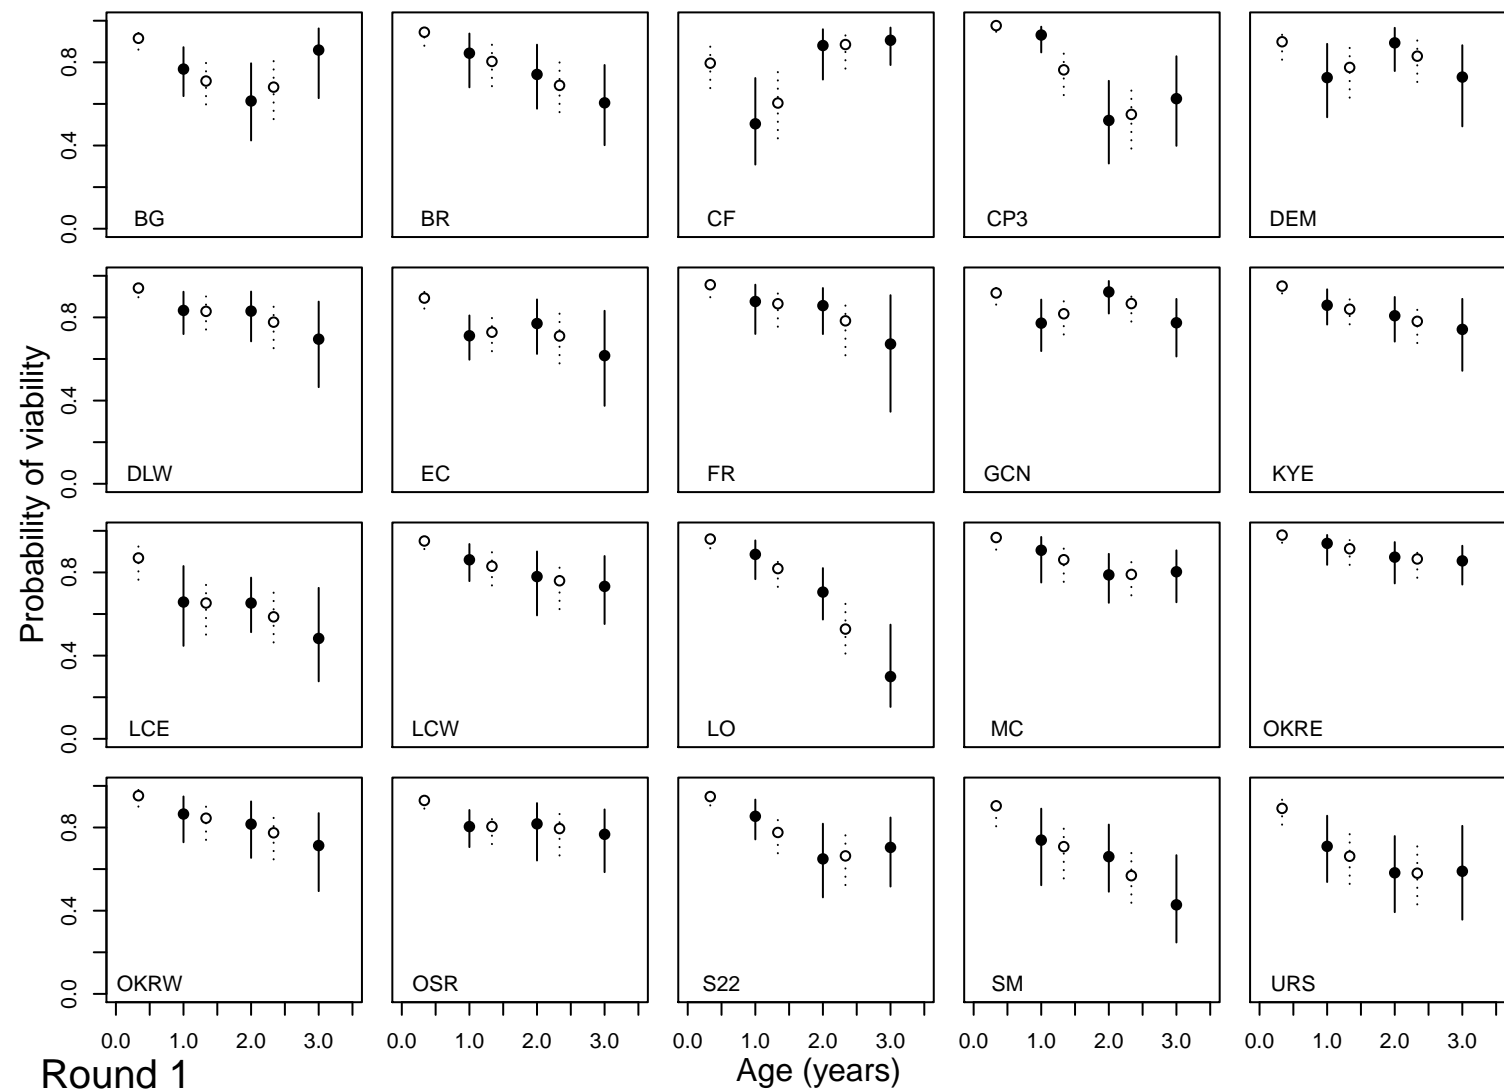 0.0 0.4 0.8
BG
BR
CF
CP3
DEM
0.0 0.4 0.8
DLW
EC
FR
GCN
KYE
Probability of viability
0.0 0.4 0.8
LCE
LCW
LO
MC
OKRE
0.0 0.4 0.8
OKRW
OSR
S22
SM
URS
0.0 1.0 2.0 3.0
0.0 1.0 2.0 3.0
0.0 1.0 2.0 3.0
0.0 1.0 2.0 3.0
0.0 1.0 2.0 3.0
Age (years)
Round 1